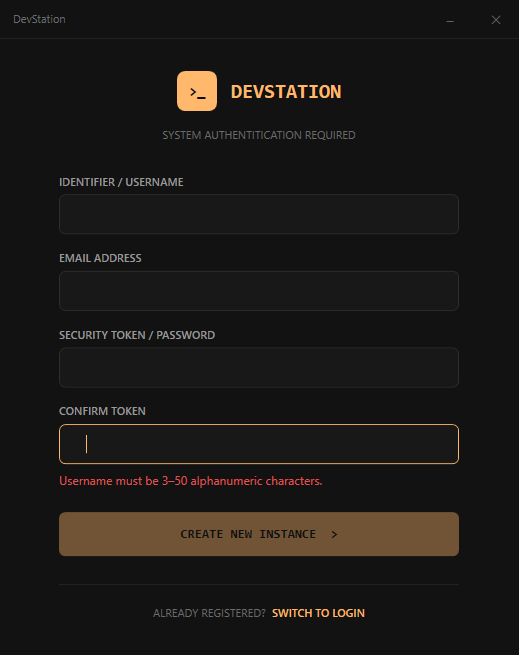 DevStation
>_ DEVSTATION
SYSTEM AUTHENTITICATION REQUIRED
IDENTIFIER / USERNAME
EMAIL ADDRESS
SECURITY TOKEN / PASSWORD
CONFIRM TOKEN
Username must be 3–50 alphanumeric characters.
CREATE NEW INSTANCE >
ALREADY REGISTERED? SWITCH TO LOGIN